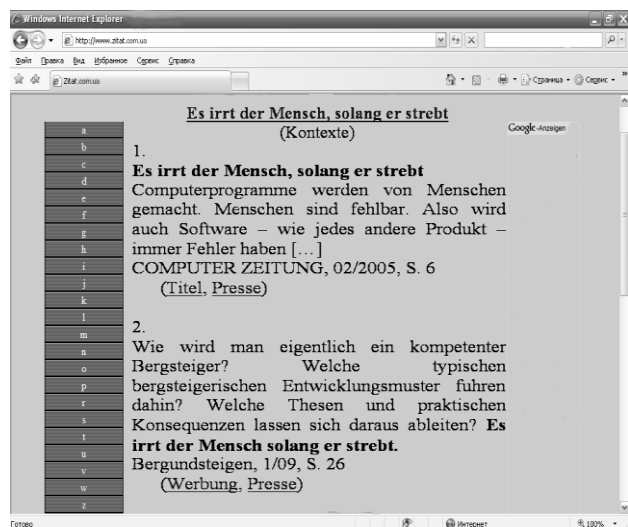 Windows Internet Explorer
http://www.zitat.com.ua
Файл Правка Вид Избранное Сервис Справка
Zitat.com.ua
Страница Сервис
Es irrt der Mensch, solang er strebt
(Kontexte)
Google-Anzeigen
a
b
c
d
e
f
g
h
i
j
k
l
m
n
o
p
r
s
t
u
v
w
z
1.
Es irrt der Mensch, solang er strebt
Computerprogramme werden von Menschen
gemacht. Menschen sind fehlbar. Also wird
auch Software – wie jedes andere Produkt –
immer Fehler haben […]
COMPUTER ZEITUNG, 02/2005, S. 6
(Titel, Presse)
2.
Wie wird man eigentlich ein kompetenter
Bergsteiger? Welche typischen
bergsteigerischen Entwicklungsmuster fuhren
dahin? Welche Thesen und praktischen
Konsequenzen lassen sich daraus ableiten? Es
irrt der Mensch solang er strebt.
Bergundsteigen, 1/09, S. 26
(Werbung, Presse)
Готово
Интернет
100%